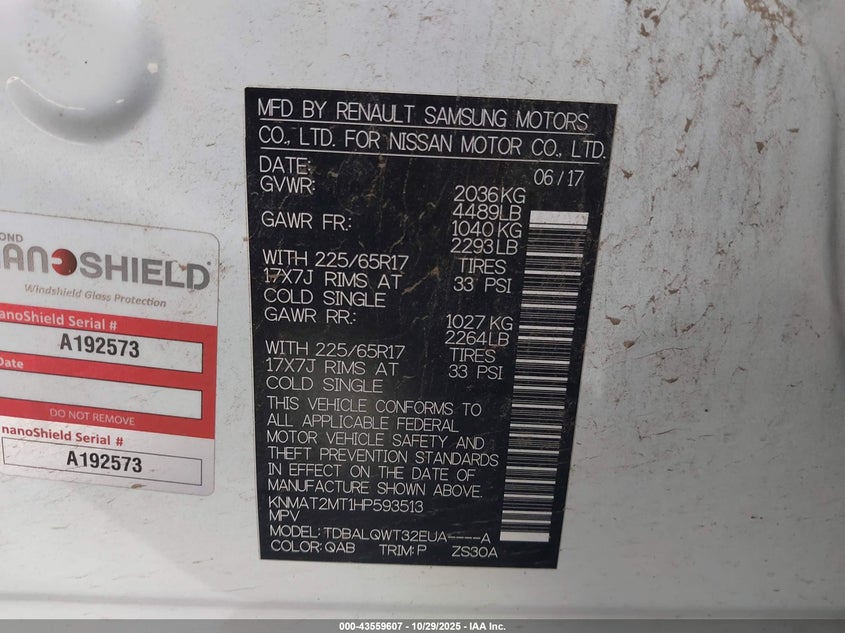 MFD BY RENAULT SAMSUNG MOTORS
CO., LTD. FOR NISSAN MOTOR CO., LTD.
DATE: 06/17
GVWR: 2036KG
4489LB
GAWR FR: 1040KG
2293LB
WITH 225/65R17 TIRES
17X7J RIMS AT 33 PSI
COLD SINGLE
GAWR RR: 1027KG
2264LB
WITH 225/65R17 TIRES
17X7J RIMS AT 33 PSI
COLD SINGLE
THIS VEHICLE CONFORMS TO
ALL APPLICABLE FEDERAL
MOTOR VEHICLE SAFETY AND
THEFT PREVENTION STANDARDS
IN EFFECT ON THE DATE OF
MANUFACTURE SHOWN ABOVE.
KNMAT2MT1HP593513
MPV
MODEL: TDBALQWT32EUA----A
COLOR: QAB TRIM: P ZS30A
OND
NANOSHIELD®
Windshield Glass Protection
nanoShield Serial #
A192573
Date
DO NOT REMOVE
nanoShield Serial #
A192573
000-43559607 - 10/29/2025 - IAA Inc.